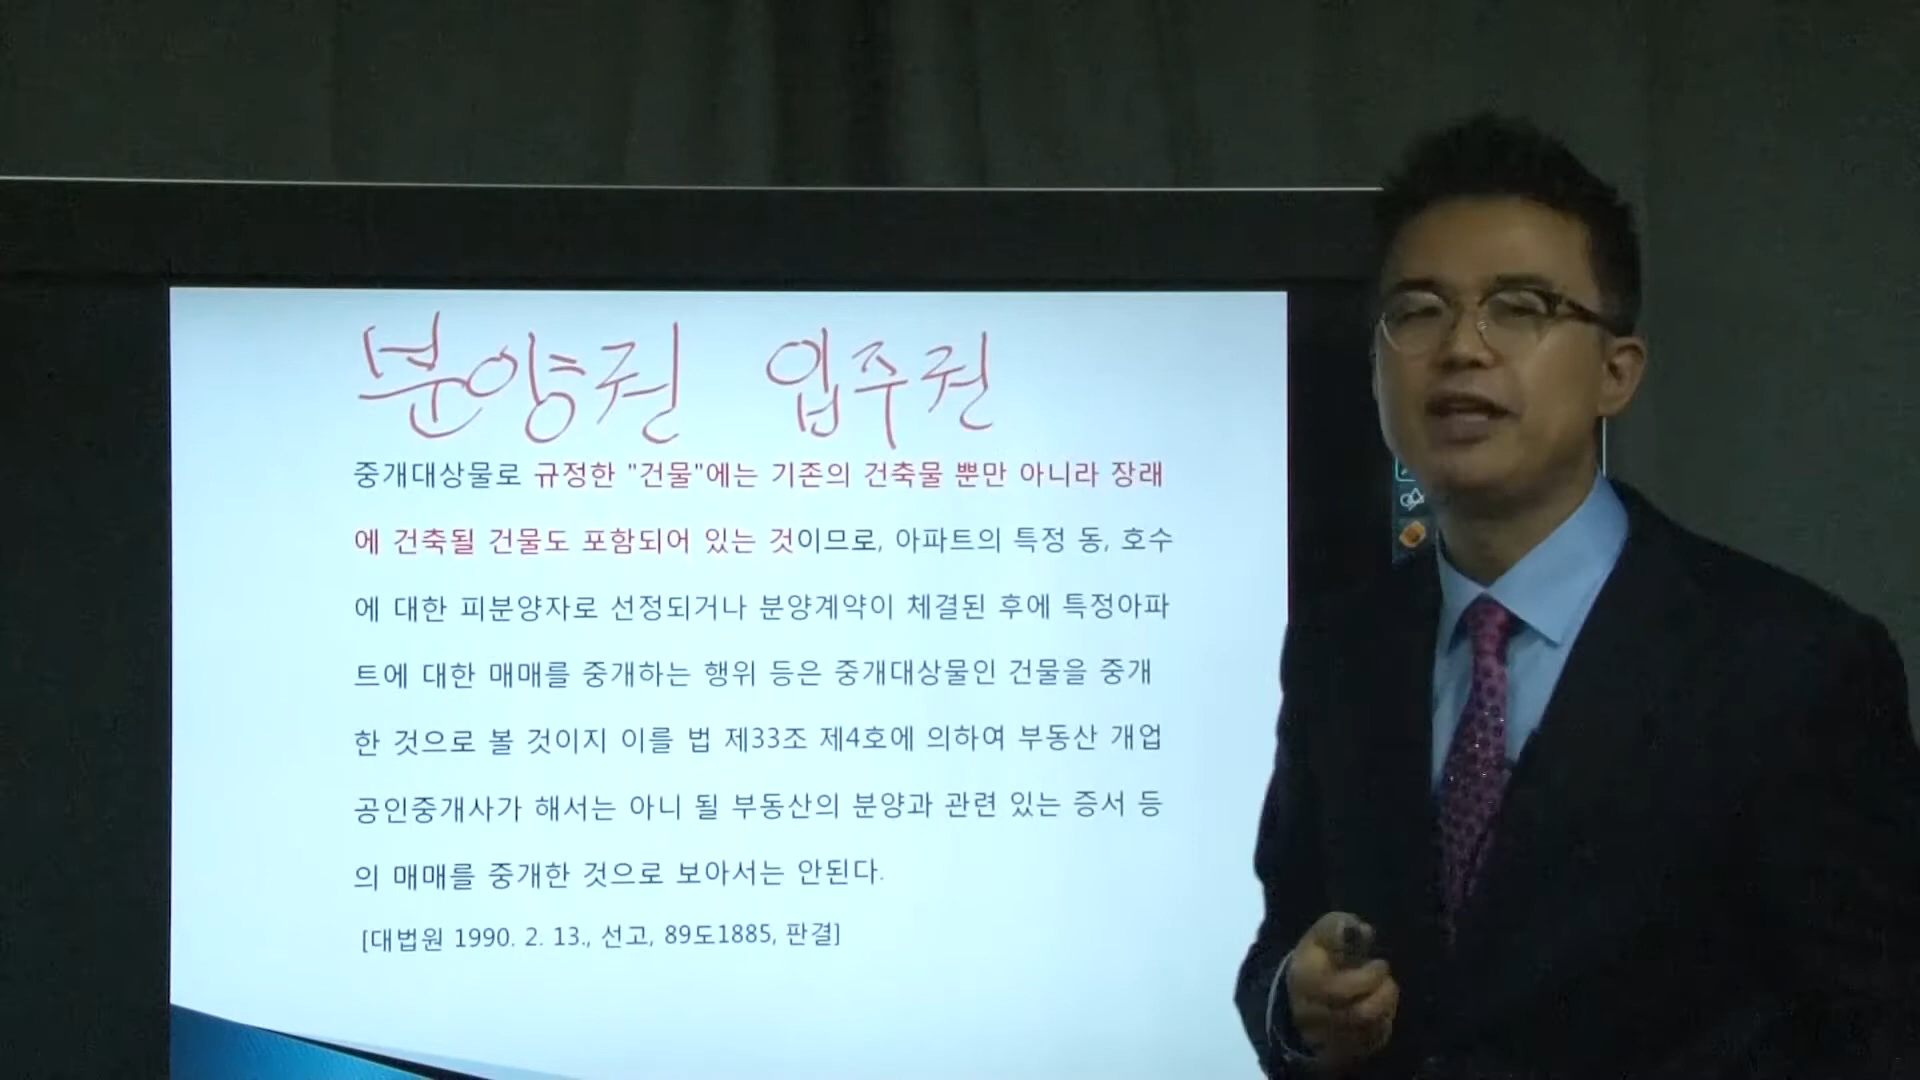 분양권 입주권
중개대상물로 규정한 "건물"에는 기존의 건축물 뿐만 아니라 장래
에 건축될 건물도 포함되어 있는 것이므로, 아파트의 특정 동, 호수
에 대한 피분양자로 선정되거나 분양계약이 체결된 후에 특정아파
트에 대한 매매를 중개하는 행위 등은 중개대상물인 건물을 중개
한 것으로 볼 것이지 이를 법 제33조 제4호에 의하여 부동산 개업
공인중개사가 해서는 아니 될 부동산의 분양과 관련 있는 증서 등
의 매매를 중개한 것으로 보아서는 안된다.
[대법원 1990. 2. 13., 선고, 89도1885, 판결]